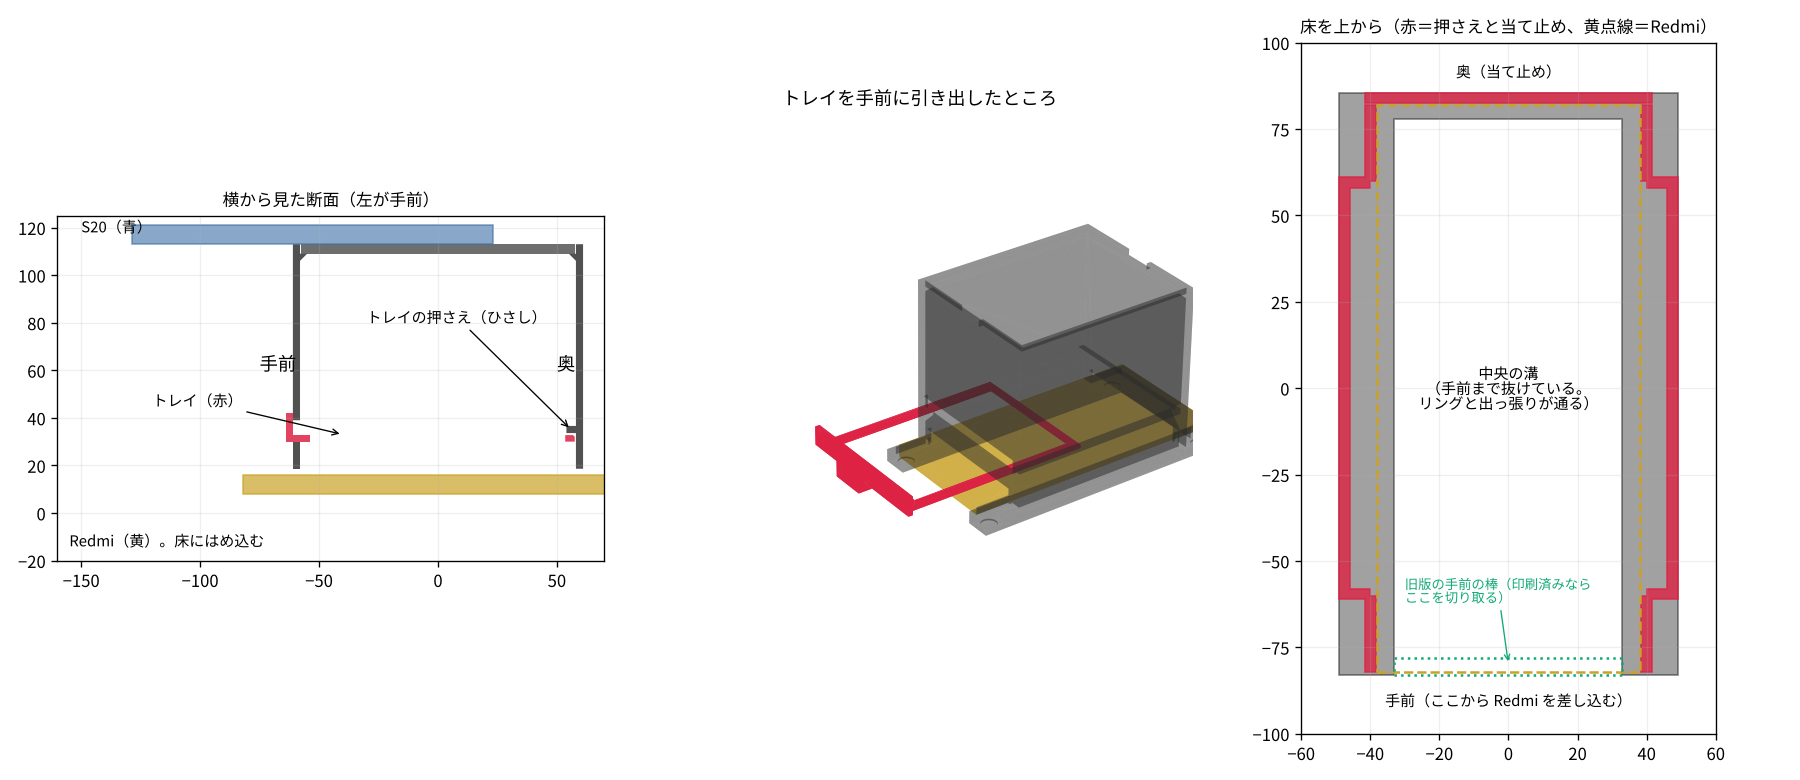 横から見た断面（左が手前）
S20（青）
トレイの押さえ（ひさし）
手前
奥
トレイ（赤）
Redmi（黄）。床にはめ込む
120
100
80
60
40
20
0
−20
−150
−100
−50
0
50
トレイを手前に引き出したところ
床を上から（赤＝押さえと当て止め、黄点線＝Redmi）
奥（当て止め）
中央の溝
（手前まで抜けている。
リングと出っ張りが通る）
旧版の手前の棒（印刷済みなら
ここを切り取る）
手前（ここから Redmi を差し込む）
100
75
50
25
0
−25
−50
−75
−100
−60
−40
−20
0
20
40
60